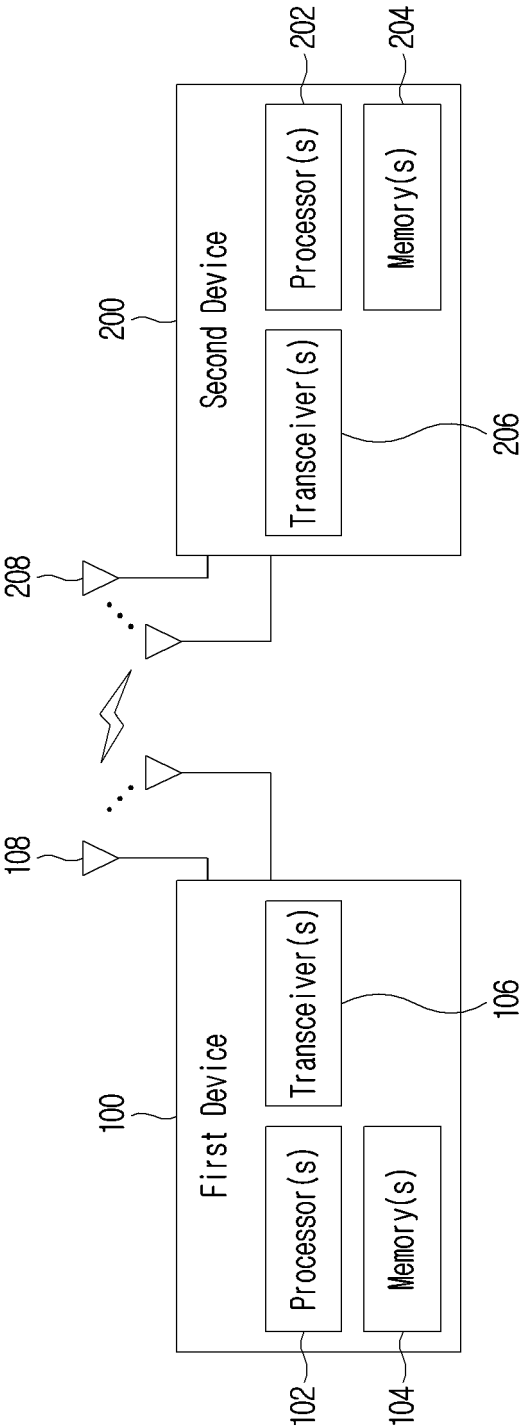 108
208
100
200
First Device
Second Device
102
Processor(s)
Transceiver(s)
Transceiver(s)
Processor(s)
202
104
Memory(s)
106
206
Memory(s)
204